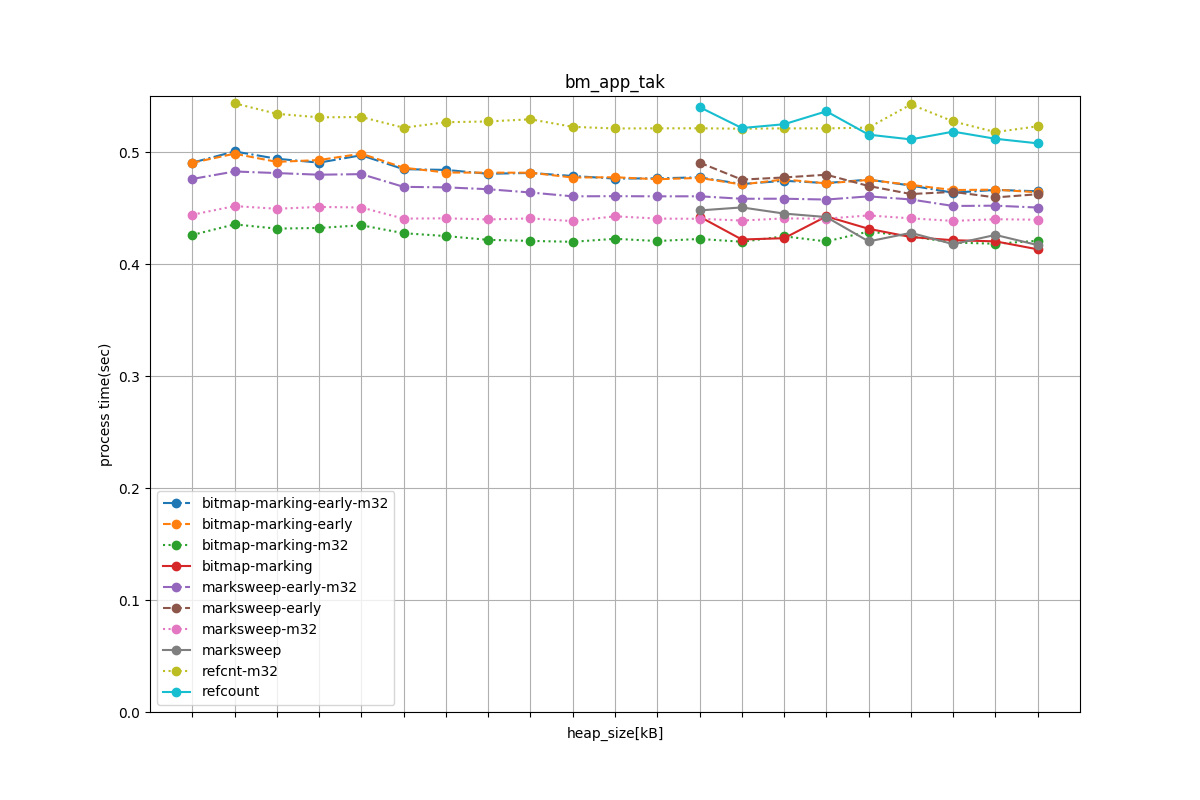 bm_app_tak
process time(sec)
0.5
0.4
0.3
0.2
0.1
0.0
bitmap-marking-early-m32
bitmap-marking-early
bitmap-marking-m32
bitmap-marking
marksweep-early-m32
marksweep-early
marksweep-m32
marksweep
refcnt-m32
refcount
heap_size[kB]